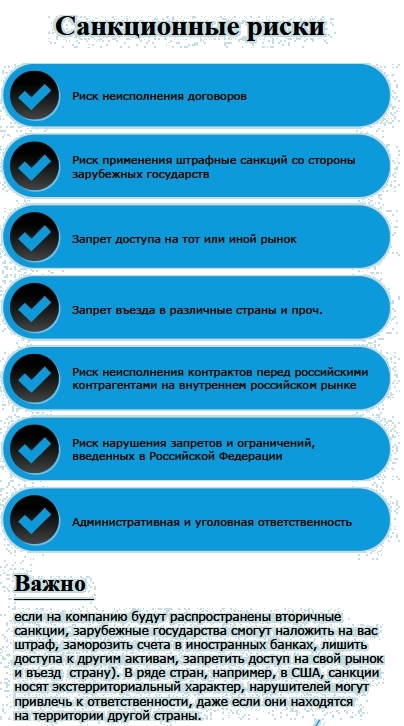 Санкционные риски
Риск неисполнения договоров
Риск применения штрафные санкций со стороны
зарубежных государств
Запрет доступа на тот или иной рынок
Запрет въезда в различные страны и проч.
Риск неисполнения контрактов перед российскими
контрагентами на внутреннем российском рынке
Риск нарушения запретов и ограничений,
введенных в Российской Федерации
Административная и уголовная ответственность
Важно
если на компанию будут распространены вторичные
санкции, зарубежные государства смогут наложить на вас
штраф, заморозить счета в иностранных банках, лишить
доступа к другим активам, запретить доступ на свой рынок
и въезд страну). В ряде стран, например, в США, санкции
носят экстерриториальный характер, нарушителей могут
привлечь к ответственности, даже если они находятся
на территории другой страны.